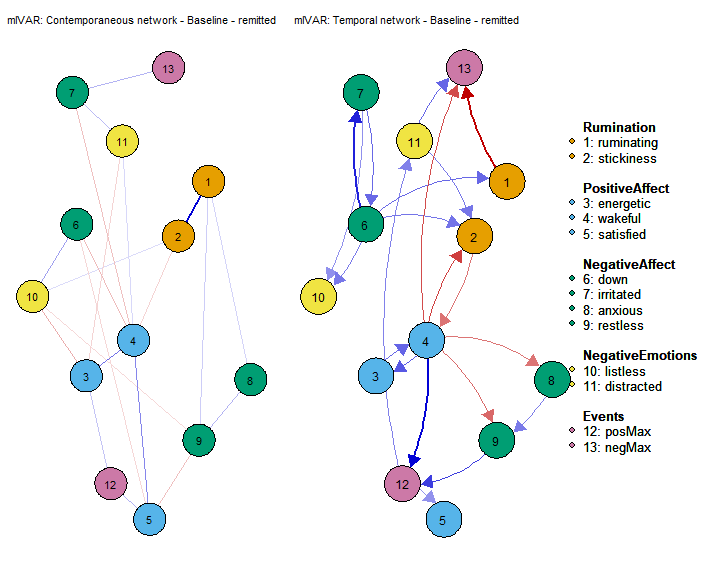 mlVAR: Contemporaneous network - Baseline - remitted
mlVAR: Temporal network - Baseline - remitted
13
7
11
1
6
2
10
4
3
8
9
12
5
13
7
11
1
6
2
10
4
3
8
9
12
5
Rumination
1: ruminating
2: stickiness
PositiveAffect
3: energetic
4: wakeful
5: satisfied
NegativeAffect
6: down
7: irritated
8: anxious
9: restless
NegativeEmotions
10: listless
11: distracted
Events
12: posMax
13: negMax